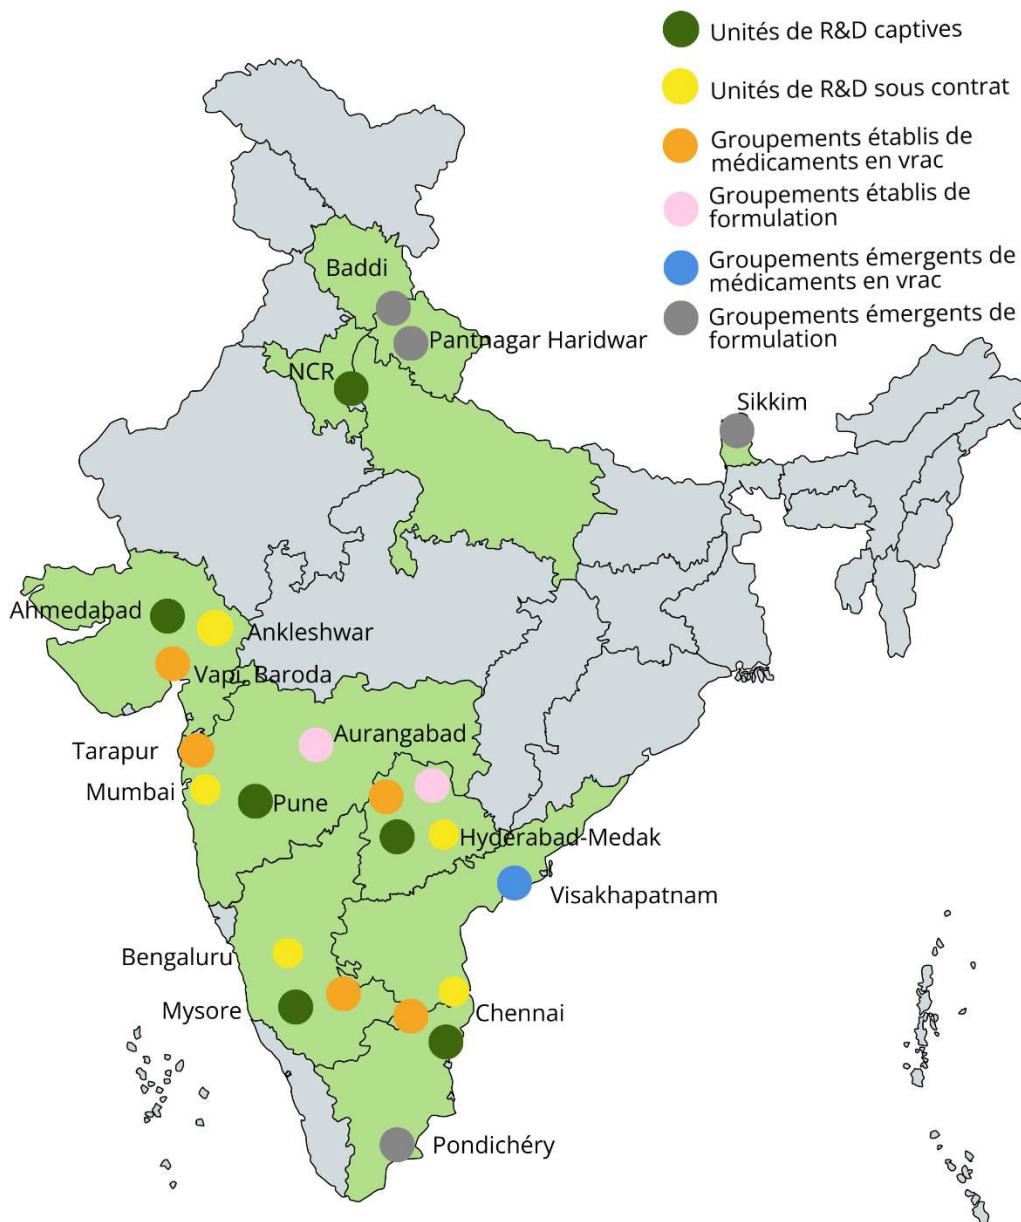 Unités de R&D captives
Unités de R&D sous contrat
Groupements établis de
médicaments en vrac
Groupements établis de
formulation
Groupements émergents de
médicaments en vrac
Groupements émergents de
formulation
Baddi
Pantnagar Haridwar
NCR
Sikkim
Ahmedabad
Ankleshwar
Vapi, Baroda
Aurangabad
Tarapur
Mumbai
Pune
Hyderabad-Medak
Visakhapatnam
Bengaluru
Mysore
Chennai
Pondichéry